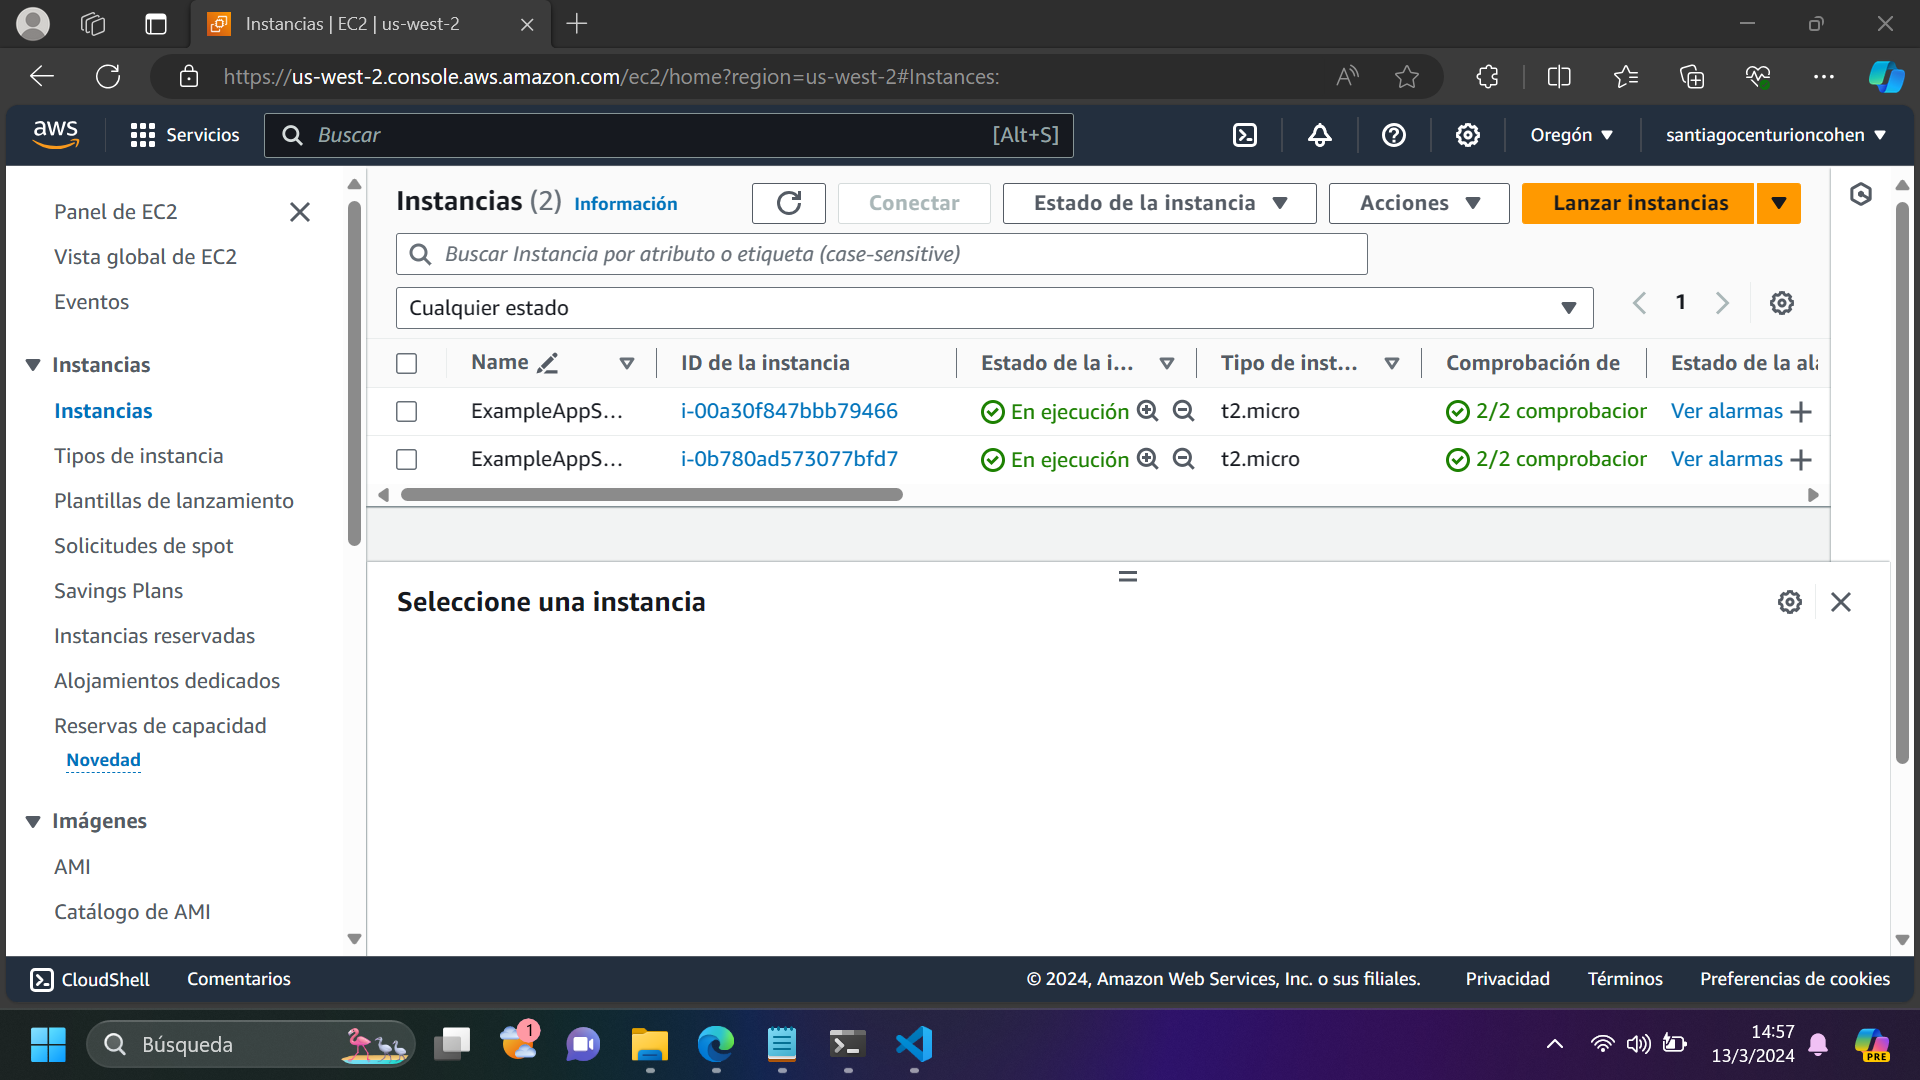 Instancias | EC2 | us-west-2
https://us-west-2.console.aws.amazon.com/ec2/home?region=us-west-2#Instances:
aws
Servicios
Buscar
[Alt+S]
Oregón
santiagocenturioncohen
Panel de EC2
Vista global de EC2
Eventos
Instancias
Instancias
Tipos de instancia
Plantillas de lanzamiento
Solicitudes de spot
Savings Plans
Instancias reservadas
Alojamientos dedicados
Reservas de capacidad
Novedad
Imágenes
AMI
Catálogo de AMI
Instancias (2) Información
Conectar
Estado de la instancia
Acciones
Lanzar instancias
Buscar Instancia por atributo o etiqueta (case-sensitive)
Cualquier estado
1
Name ID de la instancia Estado de la i... Tipo de inst... Comprobación de Estado de la ala
ExampleAppS... i-00a30f847bbb79466 En ejecución t2.micro 2/2 comprobacior Ver alarmas
ExampleAppS... i-0b780ad573077bfd7 En ejecución t2.micro 2/2 comprobacior Ver alarmas
Seleccione una instancia
CloudShell
Comentarios
© 2024, Amazon Web Services, Inc. o sus filiales.
Privacidad
Términos
Preferencias de cookies
Búsqueda
1
14:57
13/3/2024
PRE